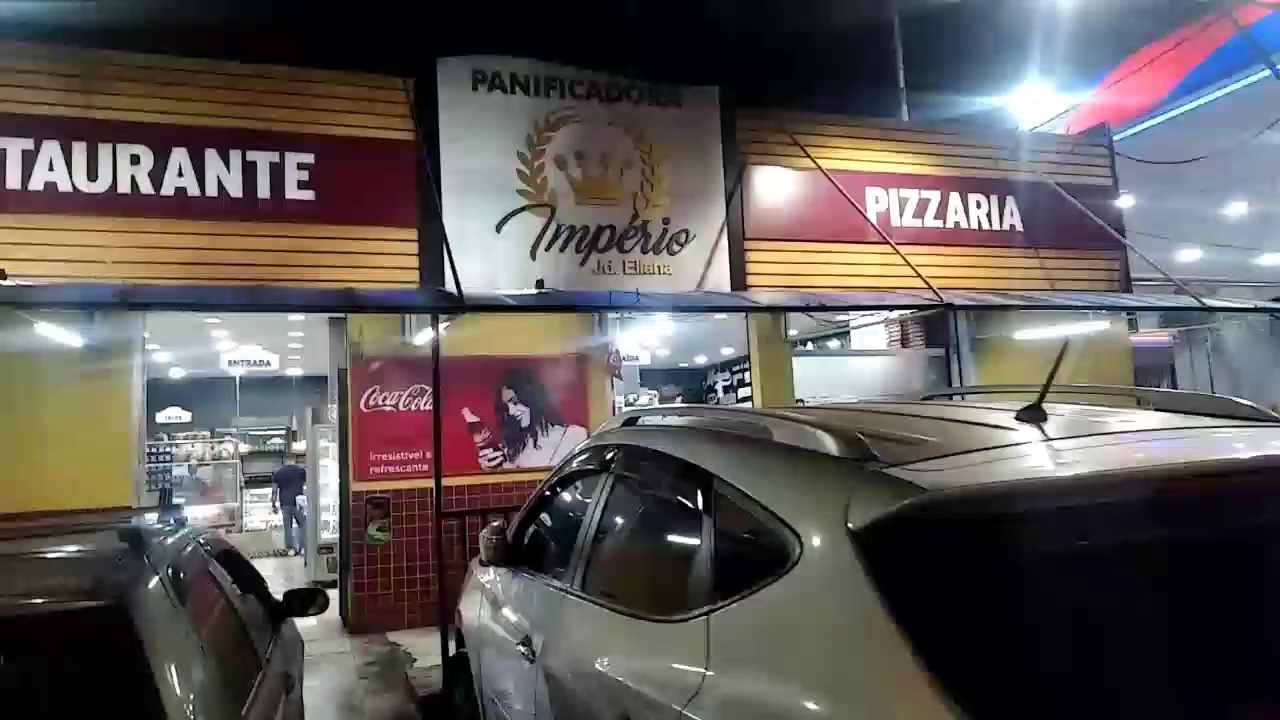 TAURANTE
PANIFICADORA
Império
Jd. Eliana
PIZZARIA
ENTRADA
Coca-Cola
irresistível e
refrescante